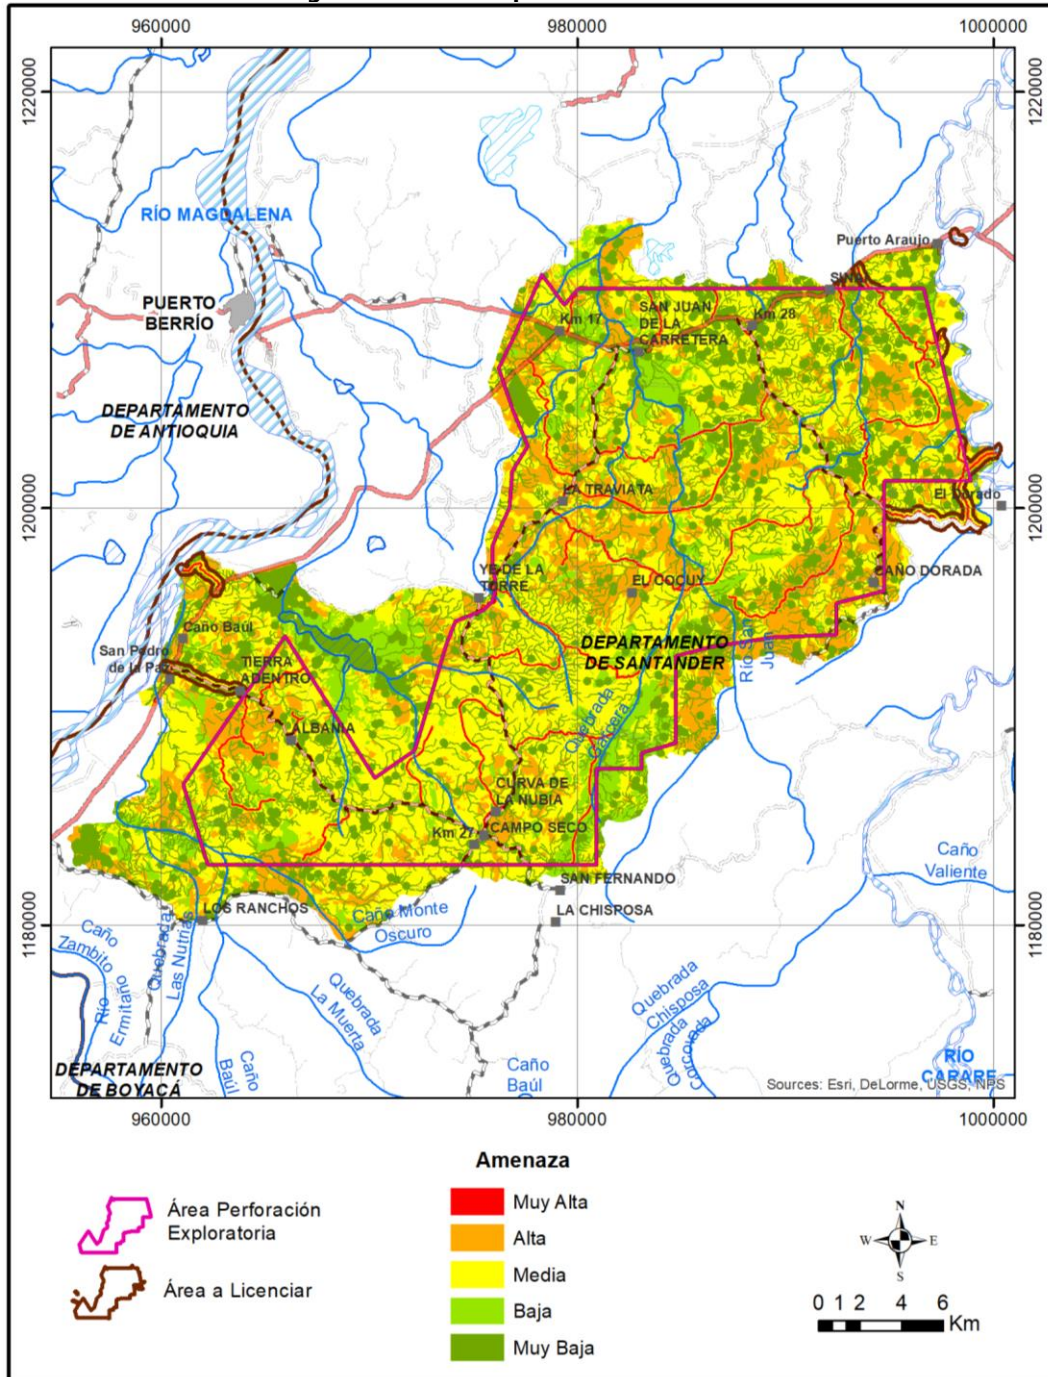 960000
980000
1000000
1220000
1220000
RÍO MAGDALENA
Puerto Araujo
PUERTO
BERRÍO
SAN JUAN
DE LA
CARRETERA
Km 17
Km 28
DEPARTAMENTO
DE ANTIOQUIA
1200000
1200000
LA TRAVIATA
El Dorado
YE DE LA
TORRE
EL COCUY
CAÑO DORADA
Caño Baúl
San Pedro
de la Paz
TIERRA
ADENTRO
DEPARTAMENTO
DE SANTANDER
Río San
Juan
Quebrada
ALBANIA
CURVA DE
LA NUBIA
Km 27
CAMPO SECO
SAN FERNANDO
LA CHISPOSA
LOS RANCHOS
Caño Monte
Oscuro
Caño
Valiente
1180000
1180000
Caño
Zambito
Río
Ermitaño
Quebrada
Las Nutrias
Quebrada
La Muerta
Caño
Baúl
Quebrada
Chisposa
Quebrada
Corcovada
Caño
Baúl
RÍO
CARARE
DEPARTAMENTO
DE BOYACÁ
Sources: Esri, DeLorme, USGS, NPS
960000
980000
1000000
Amenaza
Área Perforación
Exploratoria
Área a Licenciar
Muy Alta
Alta
Media
Baja
Muy Baja
N
W
E
S
0 1 2 4 6
Km